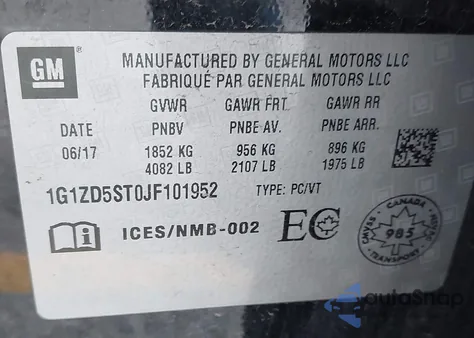 GM
MANUFACTURED BY GENERAL MOTORS LLC
FABRIQUÉ PAR GENERAL MOTORS LLC
GVWR GAWR FRT GAWR RR
DATE PNBV PNBE AV. PNBE ARR.
06/17 1852 KG 956 KG 896 KG
4082 LB 2107 LB 1975 LB
1G1ZD5ST0JF101952 TYPE: PC/VT
i ICES/NMB-002 EC
CANADA
CMVSS 985 NSVAC
TRANSPORT
autoSnap